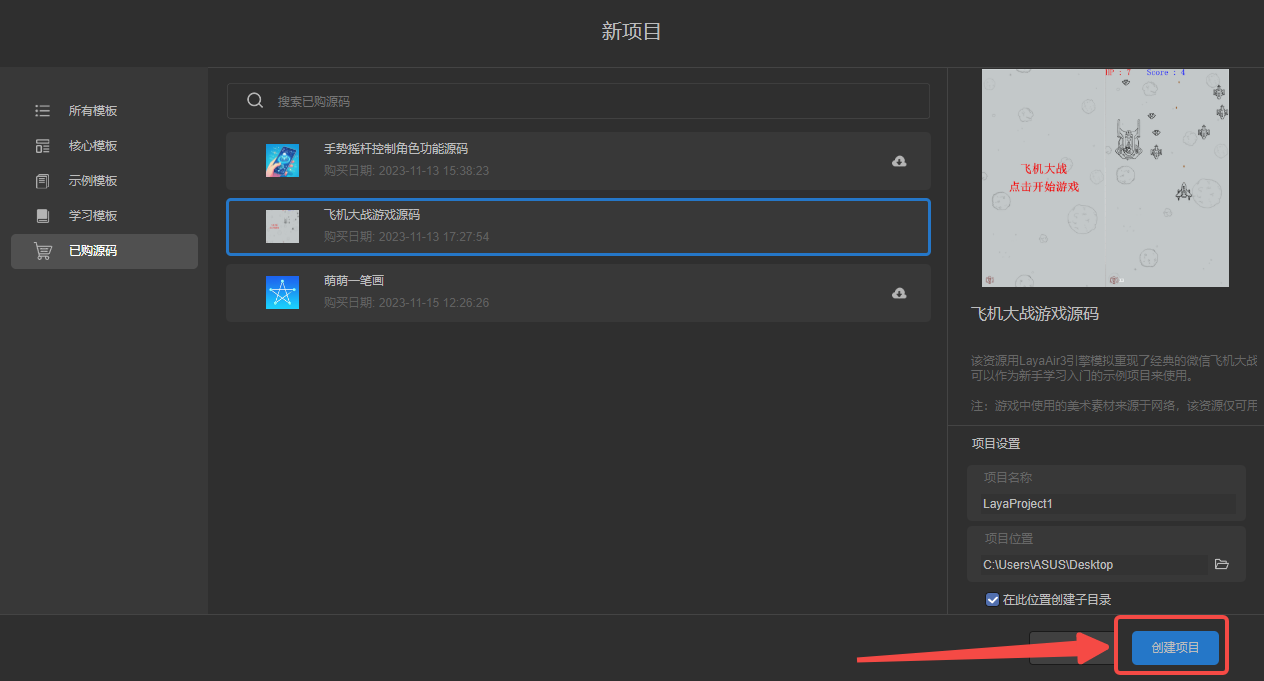 新项目
所有模板
核心模板
示例模板
学习模板
已购源码
搜索已购源码
手势摇杆控制角色功能源码
购买日期: 2023-11-13 15:38:23
飞机大战游戏源码
购买日期: 2023-11-13 17:27:54
萌萌一笔画
购买日期: 2023-11-15 12:26:26
HP : 7 Score : 4
飞机大战
点击开始游戏
飞机大战游戏源码
该资源用LayaAir3引擎模拟重现了经典的微信飞机大战
可以作为新手学习入门的示例项目来使用。
注：游戏中使用的美术素材来源于网络，该资源仅可用
项目设置
项目名称
LayaProject1
项目位置
C:\Users\ASUS\Desktop
在此位置创建子目录
创建项目